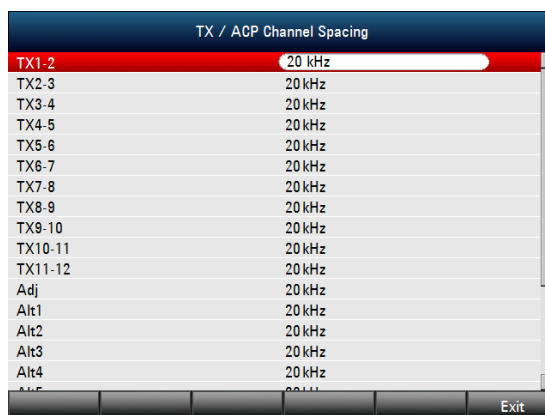 TX / ACP Channel Spacing
TX1-2 20 kHz
TX2-3 20 kHz
TX3-4 20 kHz
TX4-5 20 kHz
TX5-6 20 kHz
TX6-7 20 kHz
TX7-8 20 kHz
TX8-9 20 kHz
TX9-10 20 kHz
TX10-11 20 kHz
TX11-12 20 kHz
Adj 20 kHz
Alt1 20 kHz
Alt2 20 kHz
Alt3 20 kHz
Alt4 20 kHz
Exit